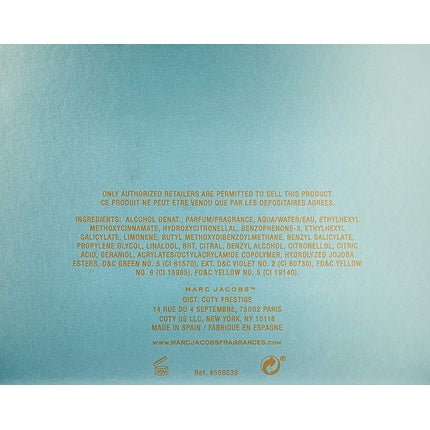 ONLY AUTHORIZED RETAILERS ARE PERMITTED TO SELL THIS PRODUCT.
CE PRODUIT NE PEUT ÊTRE VENDU QUE PAR LES DEPOSITAIRES AGREES.
INGREDIENTS: ALCOHOL DENAT., PARFUM/FRAGRANCE, AQUA/WATER/EAU, ETHYLHEXYL
METHOXYCINNAMATE, HYDROXYCITRONELLAL, BENZOPHENONE-3, ETHYLHEXYL
SALICYLATE, LIMONENE, BUTYL METHOXYDIBENZOYLMETHANE, BENZYL SALICYLATE,
PROPYLENE GLYCOL, LINALOOL, BHT, CITRAL, BENZYL ALCOHOL, CITRONELLOL, CITRIC
ACID, GERANIOL, ACRYLATES/OCTYLACRYLAMIDE COPOLYMER, HYDROLYZED JOJOBA
ESTERS, D&C GREEN NO. 5 (CI 61570), EXT. D&C VIOLET NO. 2 (CI 60730), FD&C YELLOW
NO. 6 (CI 15985), FD&C YELLOW NO. 5 (CI 19140).
MARC JACOBS™
DIST. COTY PRESTIGE
14 RUE DU 4 SEPTEMBRE, 75002 PARIS
COTY US LLC, NEW YORK, NY 10118
MADE IN SPAIN / FABRIQUE EN ESPAGNE
WWW.MARCJACOBSFRAGRANCES.COM
Ref. #558030